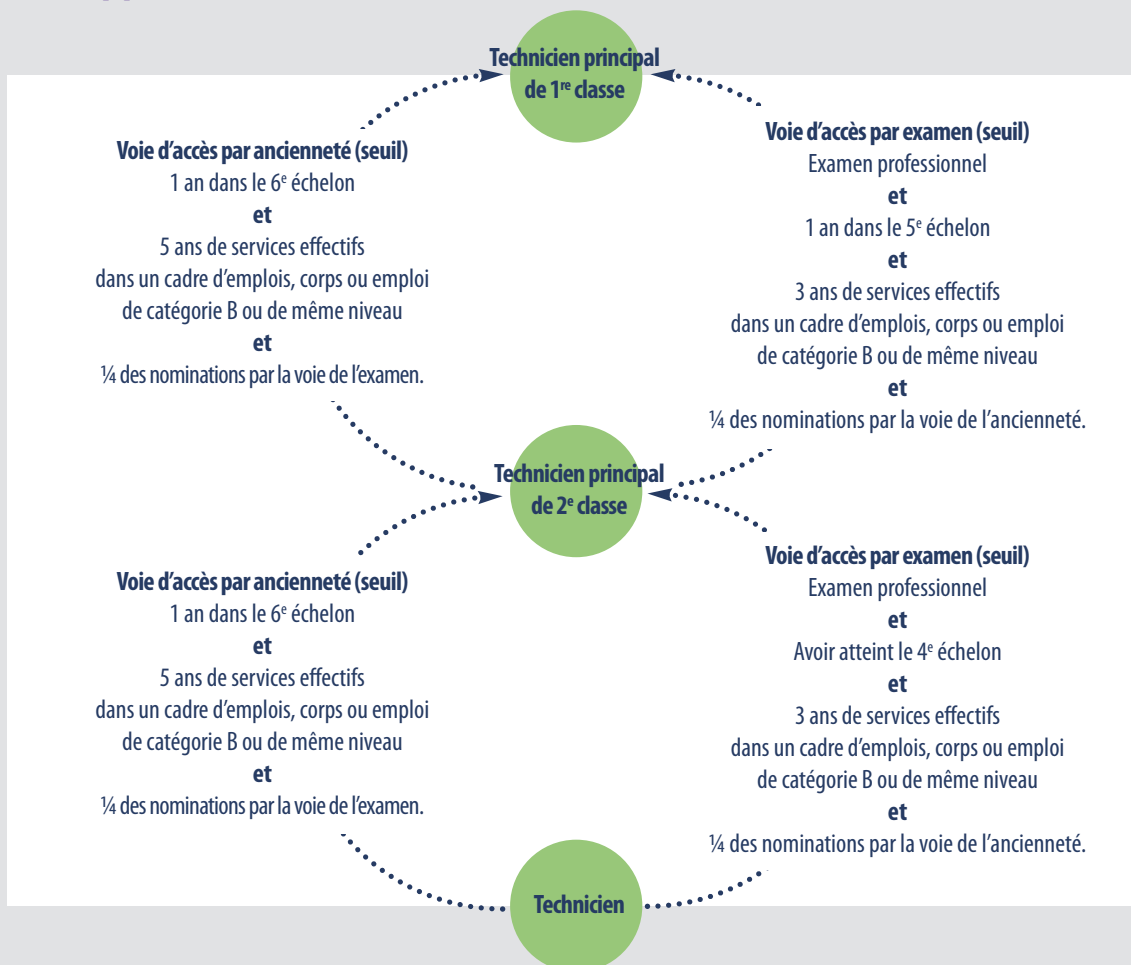 Technicien principal
de 1re classe
Voie d'accès par ancienneté (seuil)
1 an dans le 6e échelon
et
5 ans de services effectifs
dans un cadre d'emplois, corps ou emploi
de catégorie B ou de même niveau
et
¼ des nominations par la voie de l'examen.
Voie d'accès par examen (seuil)
Examen professionnel
et
1 an dans le 5e échelon
et
3 ans de services effectifs
dans un cadre d'emplois, corps ou emploi
de catégorie B ou de même niveau
et
¼ des nominations par la voie de l'ancienneté.
Technicien principal
de 2e classe
Voie d'accès par ancienneté (seuil)
1 an dans le 6e échelon
et
5 ans de services effectifs
dans un cadre d'emplois, corps ou emploi
de catégorie B ou de même niveau
et
¼ des nominations par la voie de l'examen.
Voie d'accès par examen (seuil)
Examen professionnel
et
Avoir atteint le 4e échelon
et
3 ans de services effectifs
dans un cadre d'emplois, corps ou emploi
de catégorie B ou de même niveau
et
¼ des nominations par la voie de l'ancienneté.
Technicien